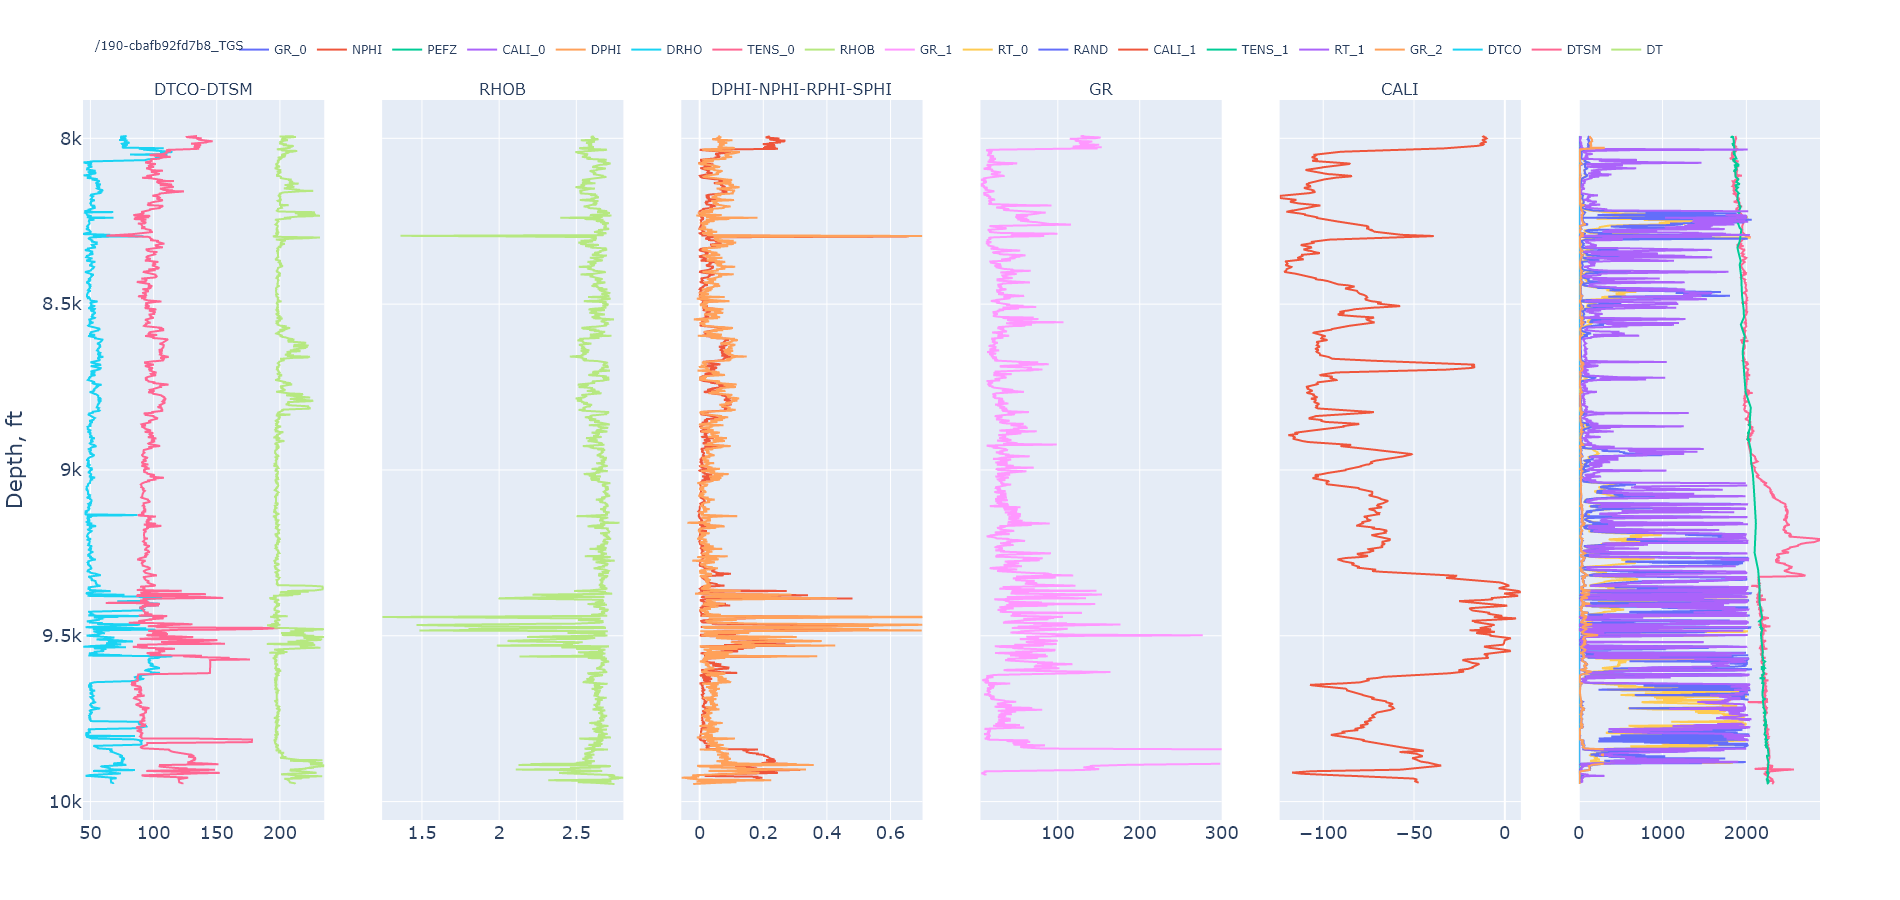 /190-cbafb92fd7b8_TGS GR_0 NPHI PEFZ CALI_0 DPHI DRHO TENS_0 RHOB GR_1 RT_0 RAND CALI_1 TENS_1 RT_1 GR_2 DTCO DTSM DT
DTCO-DTSM RHOB DPHI-NPHI-RPHI-SPHI GR CALI
8k
8.5k
9k
9.5k
10k
Depth, ft
50 100 150 200 1.5 2 2.5 0 0.2 0.4 0.6 100 200 300 −100 −50 0 0 1000 2000